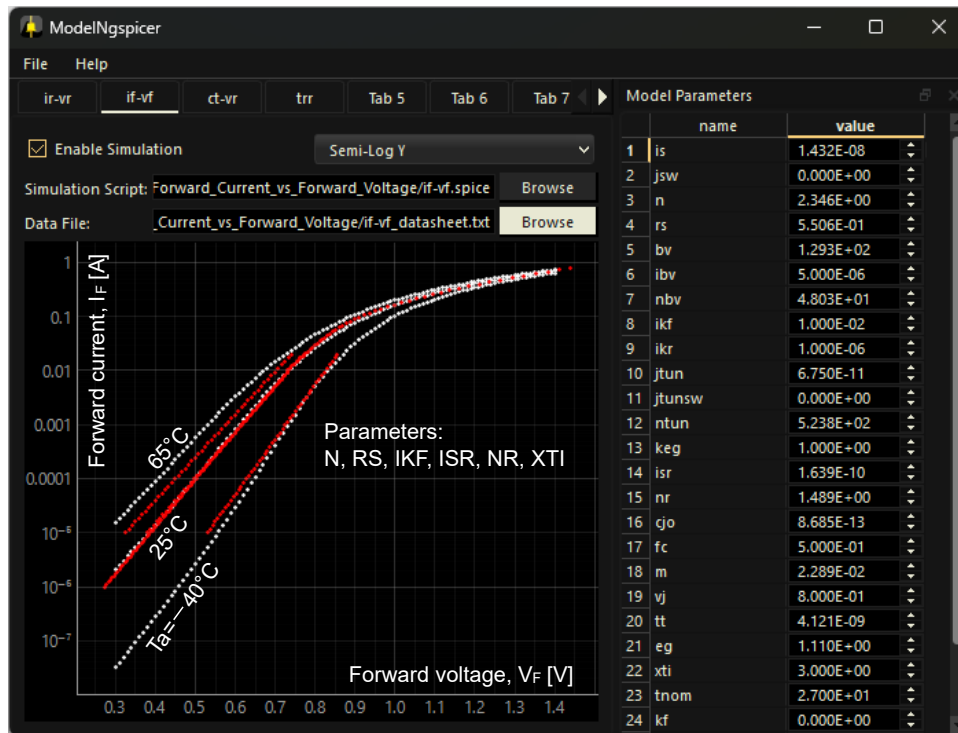 ModelNgspicer
File Help
ir-vr if-vf ct-vr trr Tab 5 Tab 6 Tab 7
Enable Simulation
Semi-Log Y
Simulation Script: Forward_Current_vs_Forward_Voltage/if-vf.spice Browse
Data File: _Current_vs_Forward_Voltage/if-vf_datasheet.txt Browse
Forward current, IF [A]
1
0.1
0.01
0.001
0.0001
10⁻⁵
10⁻⁶
10⁻⁷
65°C
25°C
Ta=−40°C
Parameters:
N, RS, IKF, ISR, NR, XTI
Forward voltage, VF [V]
0.3 0.4 0.5 0.6 0.7 0.8 0.9 1.0 1.1 1.2 1.3 1.4
Model Parameters
name value
1 is 1.432E-08
2 jsw 0.000E+00
3 n 2.346E+00
4 rs 5.506E-01
5 bv 1.293E+02
6 ibv 5.000E-06
7 nbv 4.803E+01
8 ikf 1.000E-02
9 ikr 1.000E-06
10 jtun 6.750E-11
11 jtunsw 0.000E+00
12 ntun 5.238E+02
13 keg 1.000E+00
14 isr 1.639E-10
15 nr 1.489E+00
16 cjo 8.685E-13
17 fc 5.000E-01
18 m 2.289E-02
19 vj 8.000E-01
20 tt 4.121E-09
21 eg 1.110E+00
22 xti 3.000E+00
23 tnom 2.700E+01
24 kf 0.000E+00